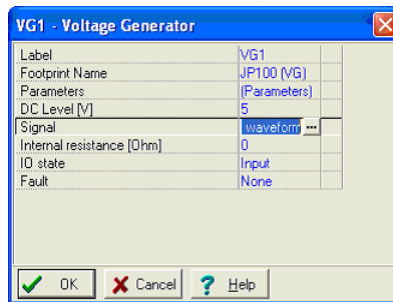 VG1 - Voltage Generator
Label VG1
Footprint Name JP100 (VG)
Parameters (Parameters)
DC Level [V] 5
Signal waveform ...
Internal resistance [Ohm] 0
IO state Input
Fault None
OK Cancel ? Help